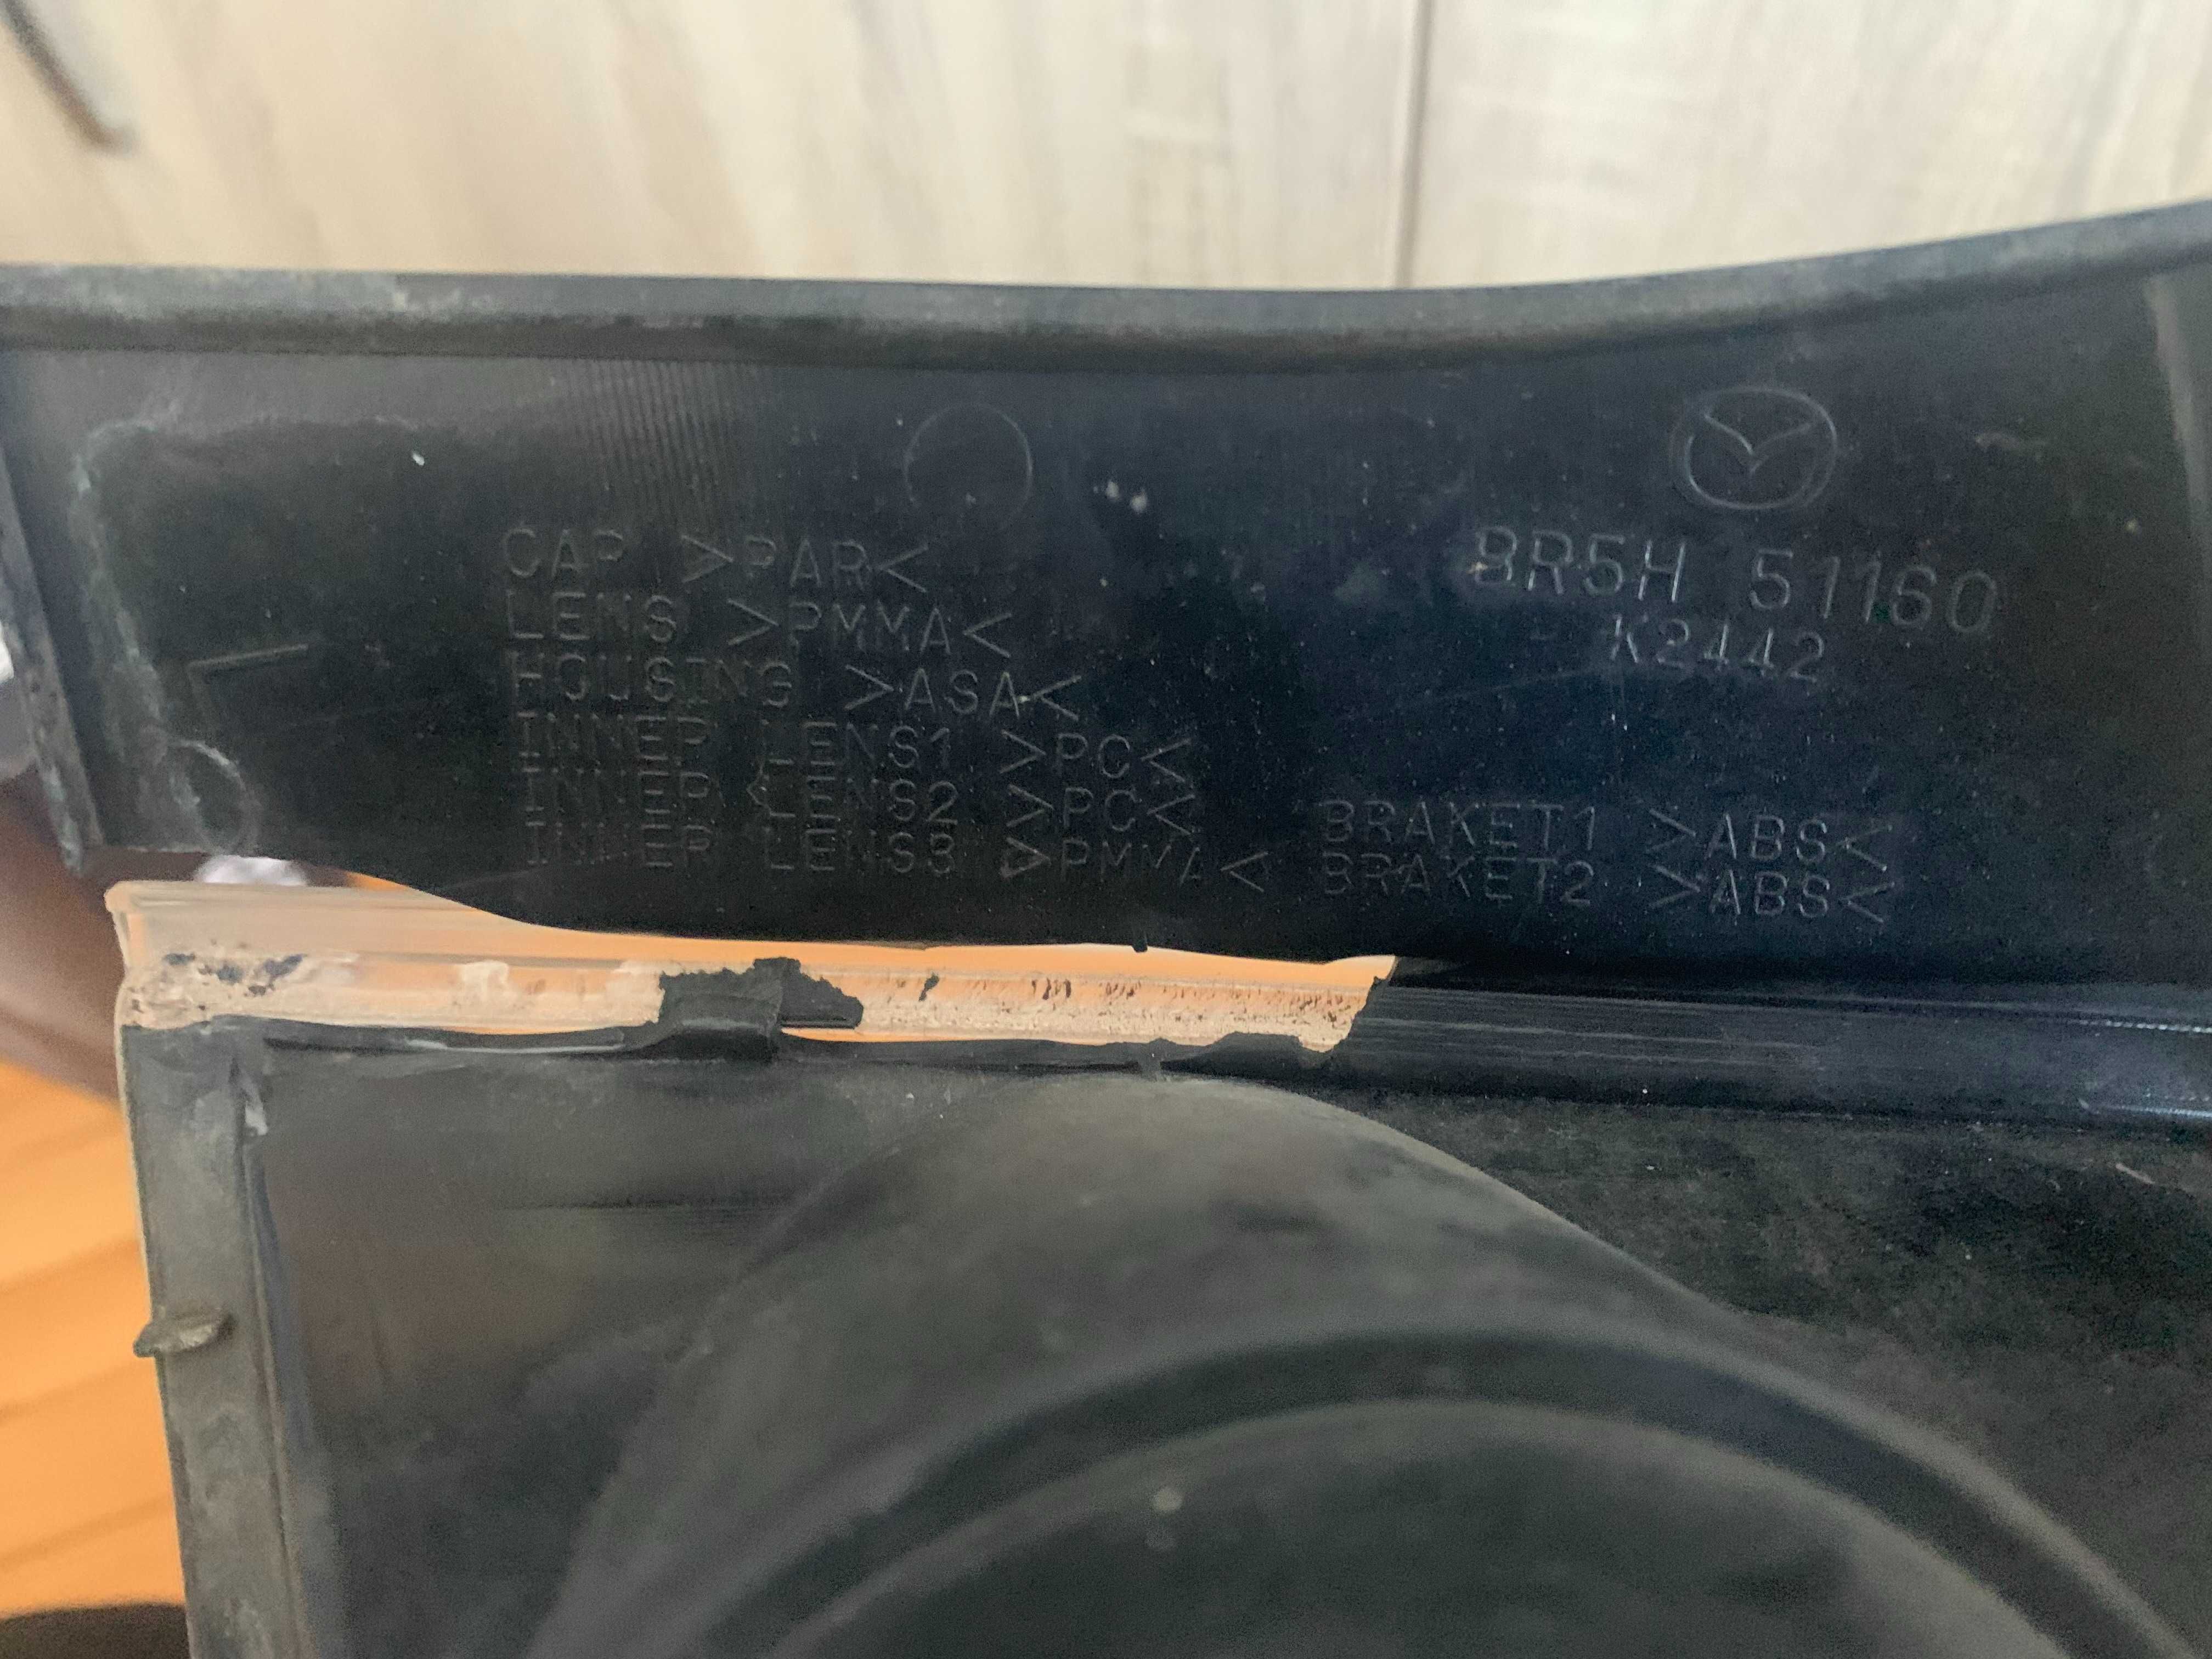 CAP >PAR<
LENS >PMMA<
HOUSING >ASA<
INNER LENS1 >PC<
INNER LENS2 >PC<
INNER LENS3 >PMMA<
BR5H 51160
K2442
BRAKET1 >ABS<
BRAKET2 >ABS<